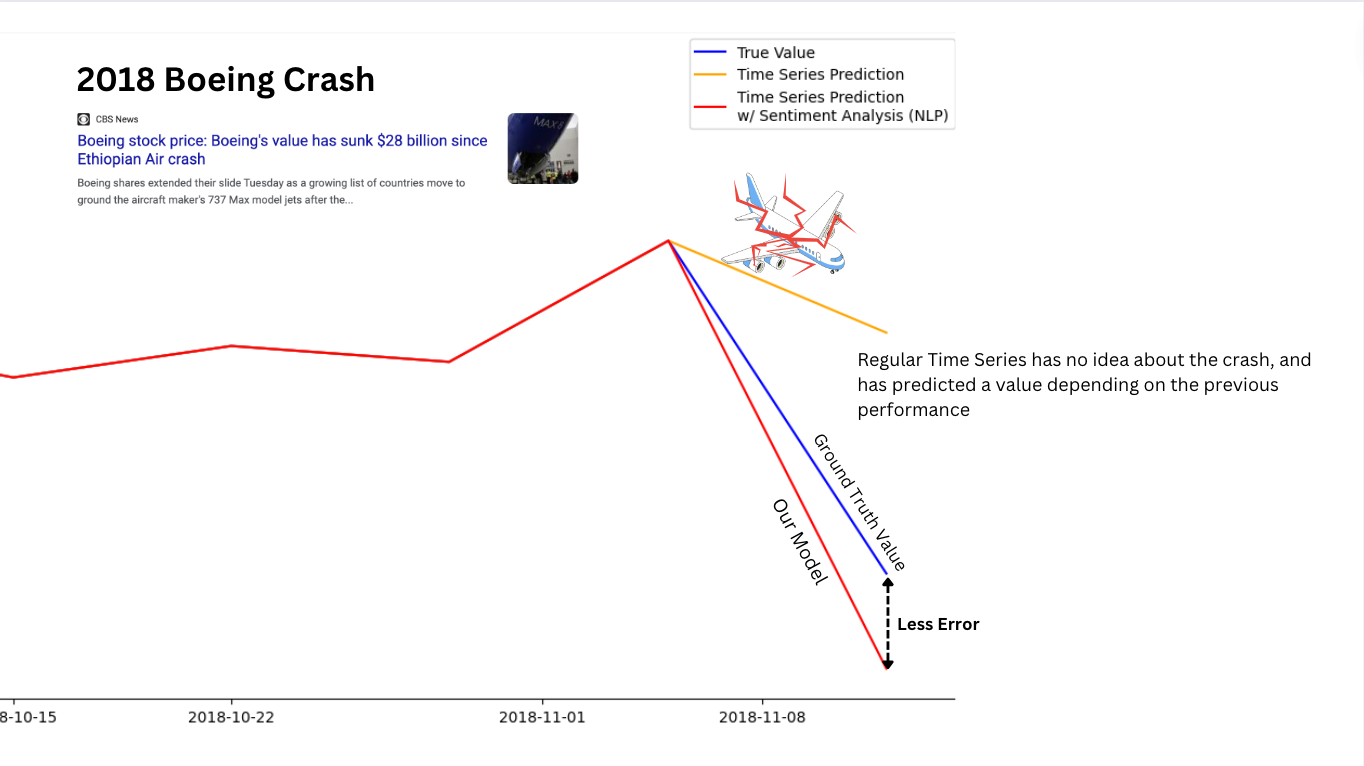 2018 Boeing Crash
CBS News
Boeing stock price: Boeing's value has sunk $28 billion since
Ethiopian Air crash
Boeing shares extended their slide Tuesday as a growing list of countries move to
ground the aircraft maker's 737 Max model jets after the...
MAX
True Value
Time Series Prediction
Time Series Prediction
w/ Sentiment Analysis (NLP)
Regular Time Series has no idea about the crash, and
has predicted a value depending on the previous
performance
Ground Truth Value
Our Model
Less Error
8-10-15
2018-10-22
2018-11-01
2018-11-08